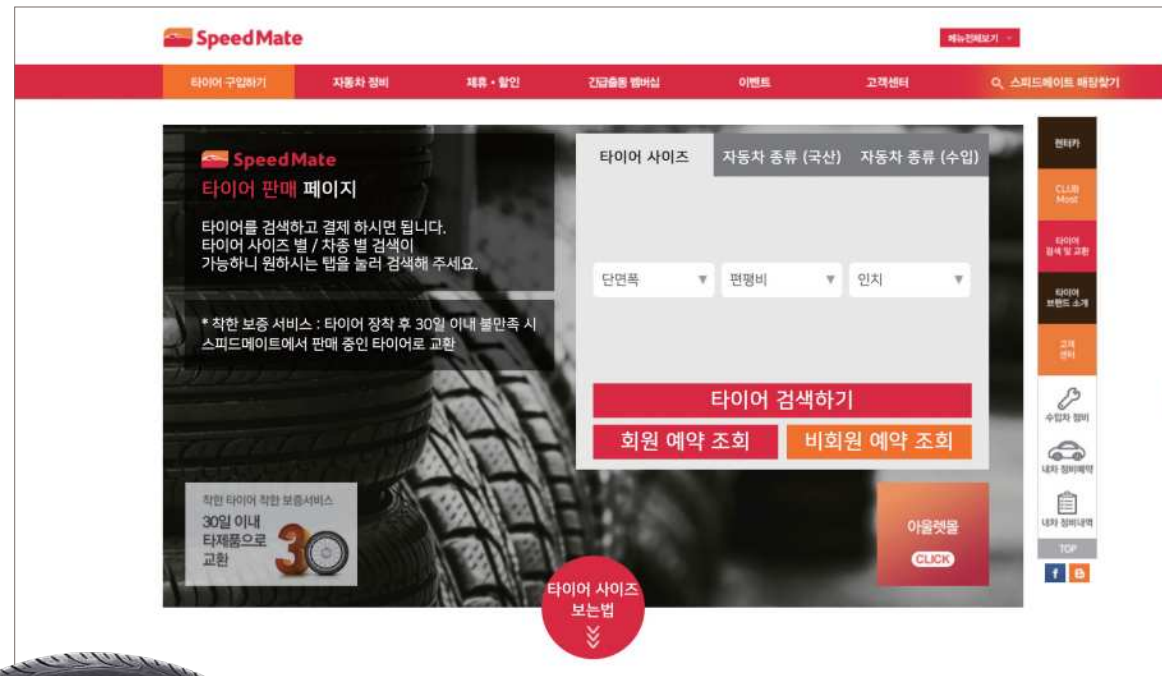 SpeedMate
메뉴전체보기
타이어 구입하기
자동차 정비
제휴 • 할인
긴급출동 멤버십
이벤트
고객센터
스피드메이트 매장찾기
SpeedMate
타이어 판매 페이지
타이어를 검색하고 결제 하시면 됩니다.
타이어 사이즈 별 / 차종 별 검색이
가능하니 원하시는 탭을 눌러 검색해 주세요.
* 착한 보증 서비스 : 타이어 장착 후 30일 이내 불만족 시
스피드메이트에서 판매 중인 타이어로 교환
타이어 사이즈
자동차 종류 (국산)
자동차 종류 (수입)
단면폭
편평비
인치
타이어 검색하기
회원 예약 조회
비회원 예약 조회
착한 타이어 착한 보증서비스
30일 이내
타제품으로
교환
30
아울렛몰
CLICK
타이어 사이즈
보는법
렌터카
CLUB
Most
타이어
검색 및 교환
타이어
브랜드 소개
고객
센터
수입차 정비
내차 정비예약
내차 정비내역
TOP
f
B